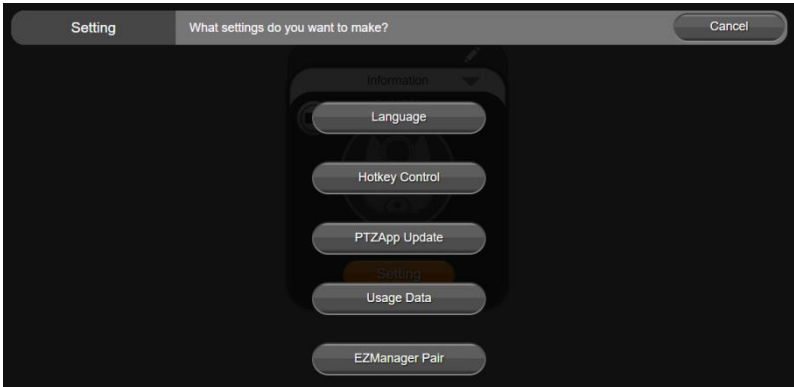 Setting
What settings do you want to make?
Cancel
Information
Language
Hotkey Control
PTZApp Update
Setting
Usage Data
EZManager Pair